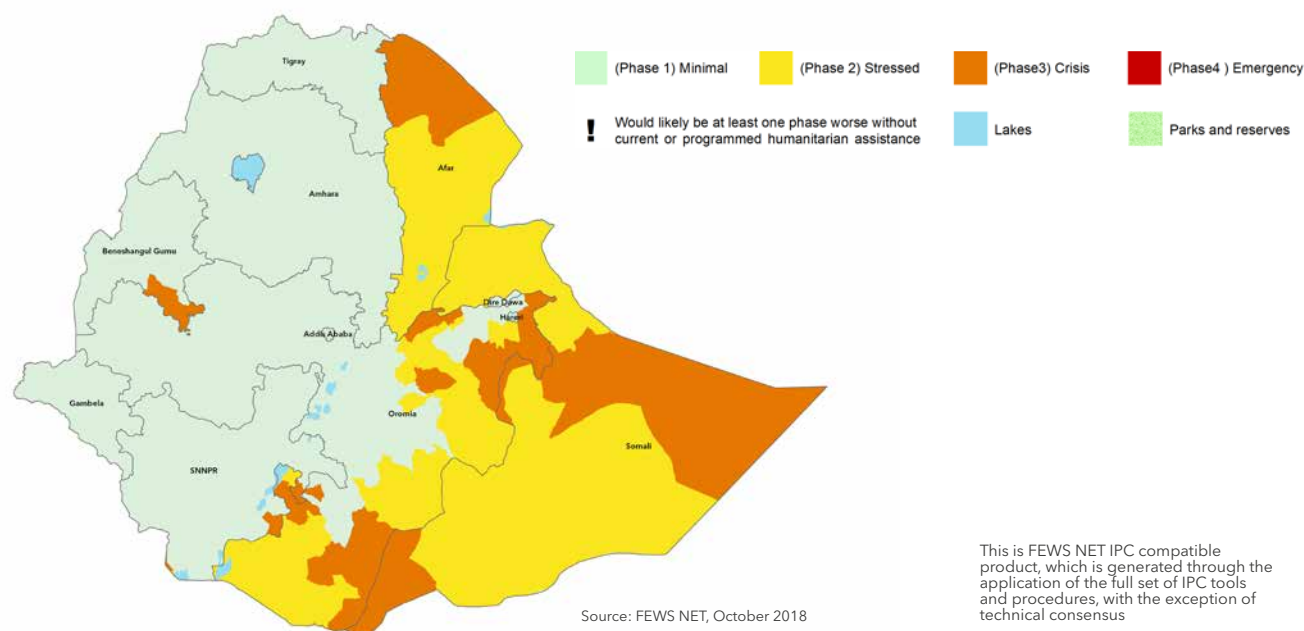 Tigray
Afar
Amhara
Beneshangul Gumu
Dire Dawa
Hareri
Addis Ababa
Gambela
Oromia
Somali
SNNPR
(Phase 1) Minimal
(Phase 2) Stressed
(Phase3) Crisis
(Phase4 ) Emergency
!
Would likely be at least one phase worse without
current or programmed humanitarian assistance
Lakes
Parks and reserves
Source: FEWS NET, October 2018
This is FEWS NET IPC compatible
product, which is generated through the
application of the full set of IPC tools
and procedures, with the exception of
technical consensus